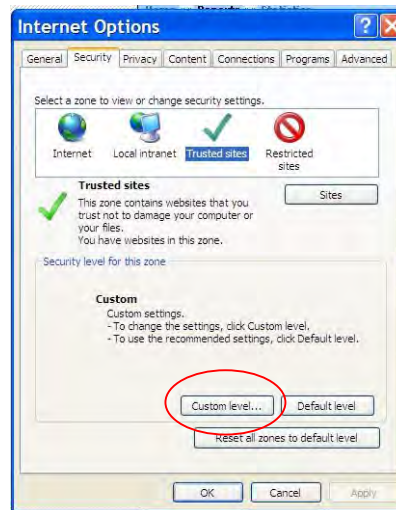 Internet Options
General Security Privacy Content Connections Programs Advanced
Select a zone to view or change security settings.
Internet Local intranet Trusted sites Restricted
sites
Trusted sites
Sites
This zone contains websites that you
trust not to damage your computer or
your files.
You have websites in this zone.
Security level for this zone
Custom
Custom settings.
- To change the settings, click Custom level.
- To use the recommended settings, click Default level.
Custom level... Default level
Reset all zones to default level
OK Cancel Apply